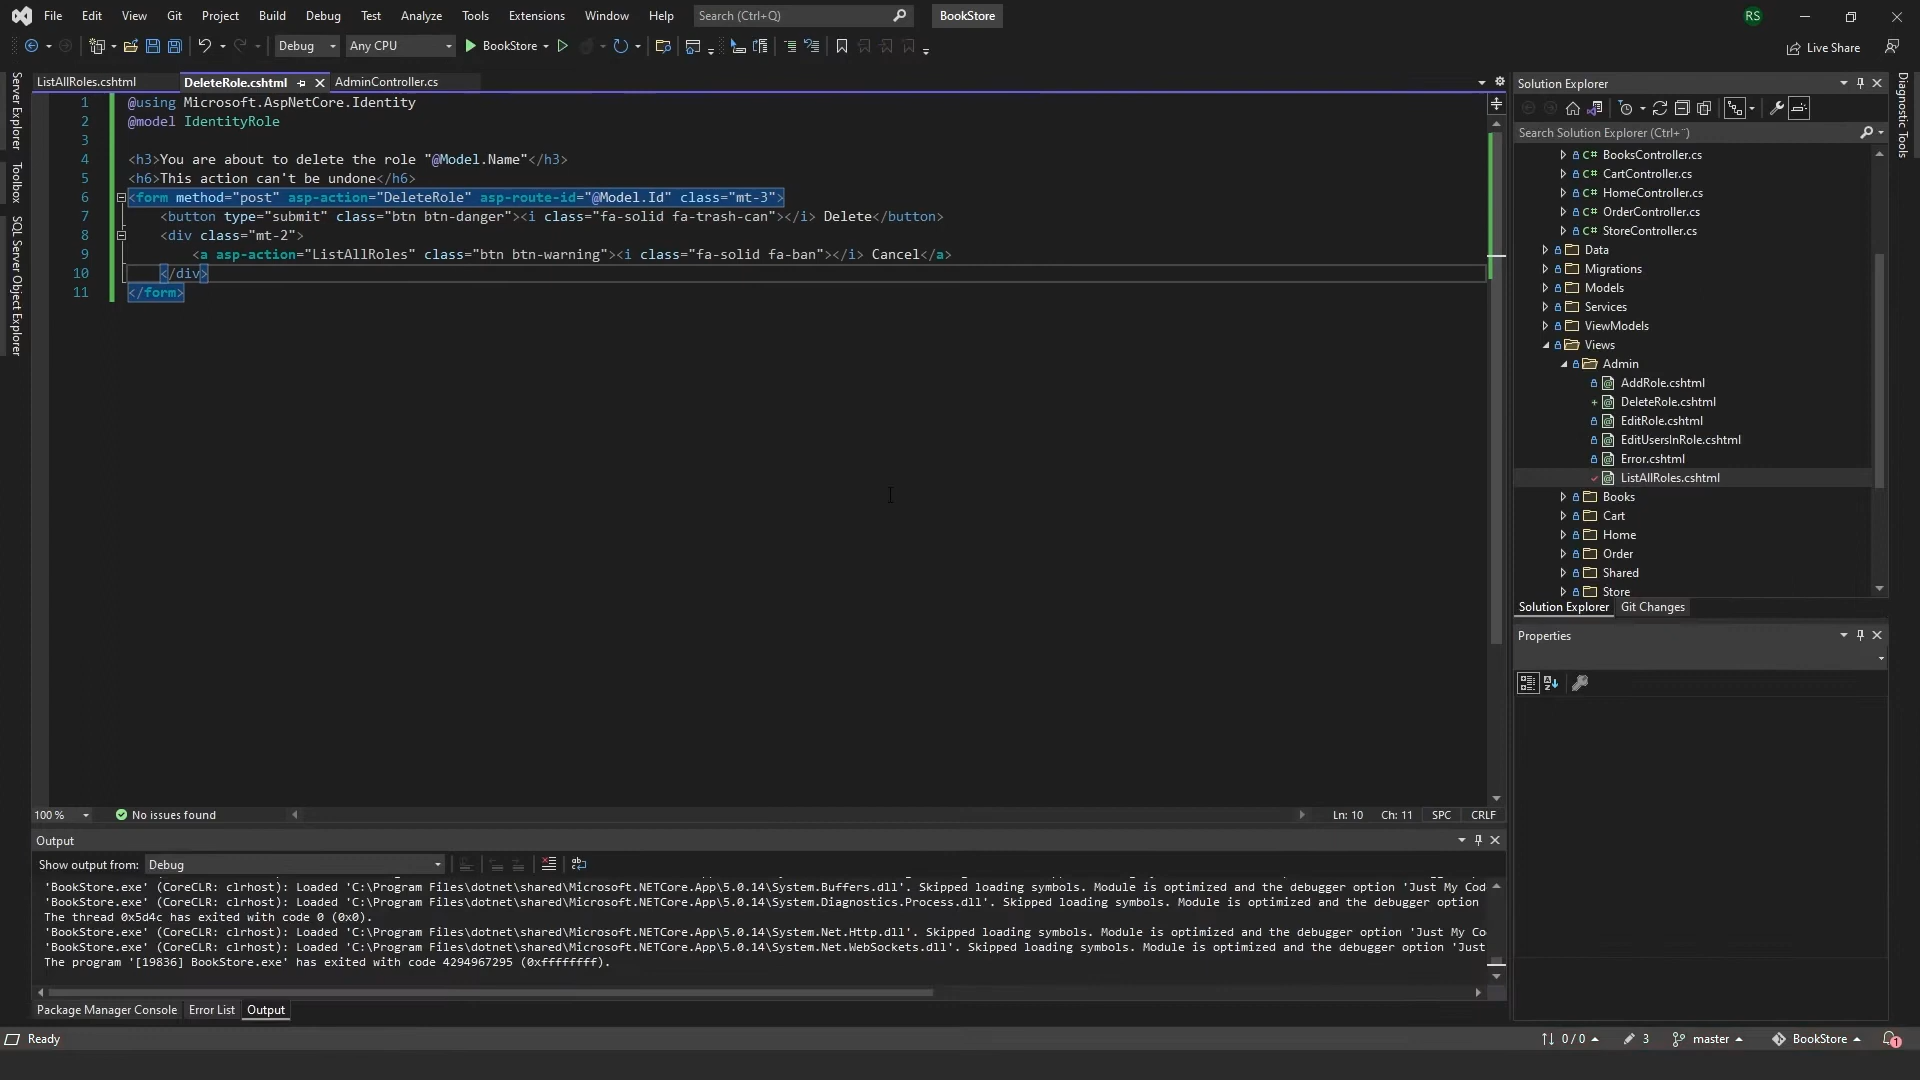 File Edit View Git Project Build Debug Test Analyze Tools Extensions Window Help Search (Ctrl+Q) BookStore RS
Debug Any CPU BookStore Live Share
ListAllRoles.cshtml DeleteRole.cshtml AdminController.cs
Server Explorer
Toolbox
SQL Server Object Explorer
1 @using Microsoft.AspNetCore.Identity
2 @model IdentityRole
3
4 <h3>You are about to delete the role "@Model.Name"</h3>
5 <h6>This action can't be undone</h6>
6 <form method="post" asp-action="DeleteRole" asp-route-id="@Model.Id" class="mt-3">
7 <button type="submit" class="btn btn-danger"><i class="fa-solid fa-trash-can"></i> Delete</button>
8 <div class="mt-2">
9 <a asp-action="ListAllRoles" class="btn btn-warning"><i class="fa-solid fa-ban"></i> Cancel</a>
10 </div>
11 </form>
100 % No issues found Ln: 10 Ch: 11 SPC CRLF
Output
Show output from: Debug
'BookStore.exe' (CoreCLR: clrhost): Loaded 'C:\Program Files\dotnet\shared\Microsoft.NETCore.App\5.0.14\System.Buffers.dll'. Skipped loading symbols. Module is optimized and the debugger option 'Just My Cod
'BookStore.exe' (CoreCLR: clrhost): Loaded 'C:\Program Files\dotnet\shared\Microsoft.NETCore.App\5.0.14\System.Diagnostics.Process.dll'. Skipped loading symbols. Module is optimized and the debugger option
The thread 0x5d4c has exited with code 0 (0x0).
'BookStore.exe' (CoreCLR: clrhost): Loaded 'C:\Program Files\dotnet\shared\Microsoft.NETCore.App\5.0.14\System.Net.Http.dll'. Skipped loading symbols. Module is optimized and the debugger option 'Just My Co
'BookStore.exe' (CoreCLR: clrhost): Loaded 'C:\Program Files\dotnet\shared\Microsoft.NETCore.App\5.0.14\System.Net.WebSockets.dll'. Skipped loading symbols. Module is optimized and the debugger option 'Just
The program '[19836] BookStore.exe' has exited with code 4294967295 (0xffffffff).
Package Manager Console Error List Output
Solution Explorer
Search Solution Explorer (Ctrl+¨)
C# BooksController.cs
C# CartController.cs
C# HomeController.cs
C# OrderController.cs
C# StoreController.cs
Data
Migrations
Models
Services
ViewModels
Views
Admin
AddRole.cshtml
DeleteRole.cshtml
EditRole.cshtml
EditUsersInRole.cshtml
Error.cshtml
ListAllRoles.cshtml
Books
Cart
Home
Order
Shared
Store
Solution Explorer Git Changes
Properties
Diagnostic Tools
Ready 0 / 0 3 master BookStore 1